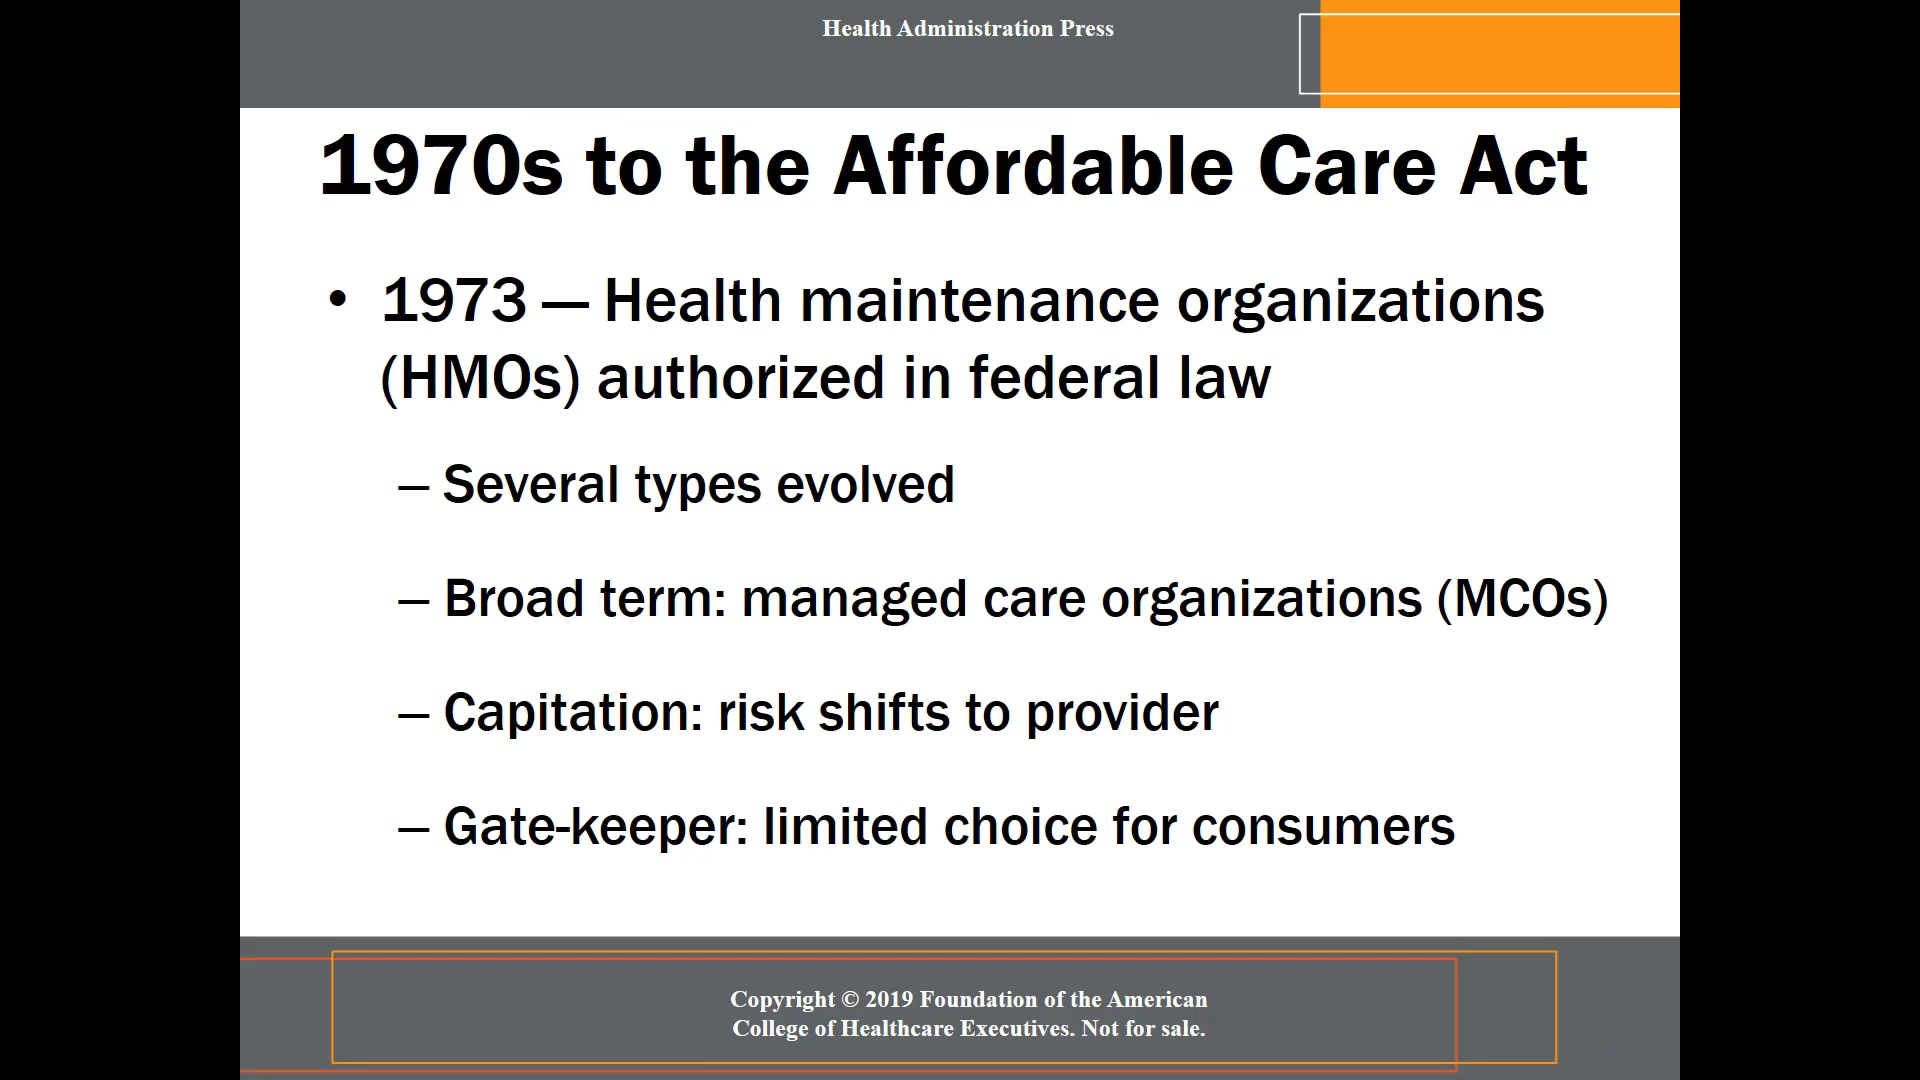 Health Administration Press
1970s to the Affordable Care Act
• 1973 — Health maintenance organizations
(HMOs) authorized in federal law
– Several types evolved
– Broad term: managed care organizations (MCOs)
– Capitation: risk shifts to provider
– Gate-keeper: limited choice for consumers
Copyright © 2019 Foundation of the American
College of Healthcare Executives. Not for sale.